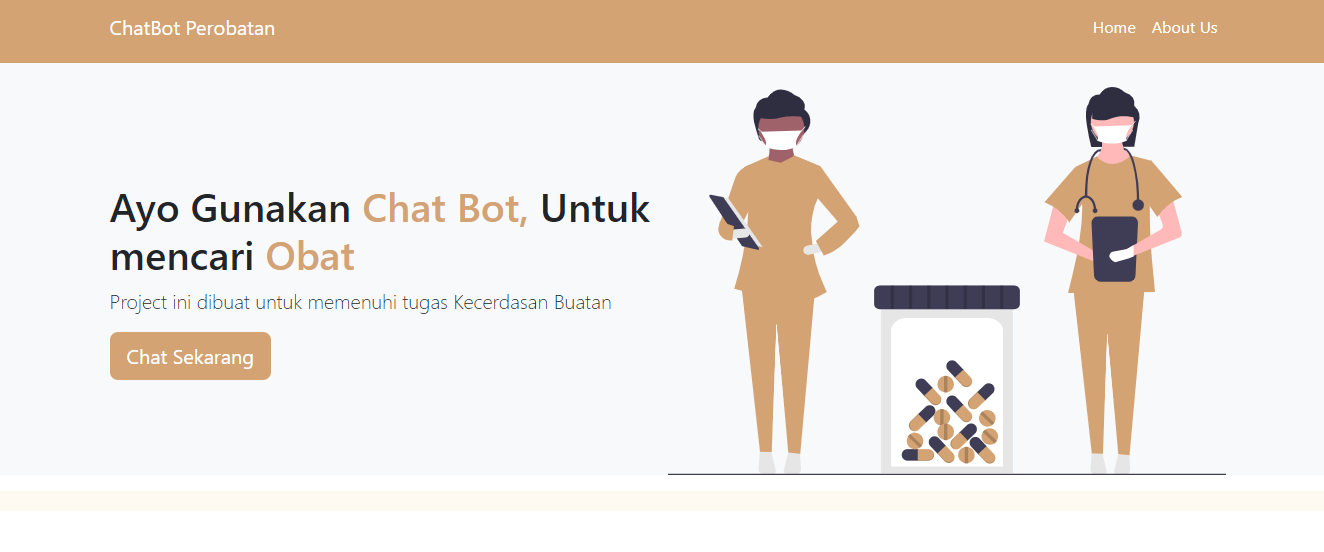 ChatBot Perobatan
Home About Us
Ayo Gunakan Chat Bot, Untuk
mencari Obat
Project ini dibuat untuk memenuhi tugas Kecerdasan Buatan
Chat Sekarang